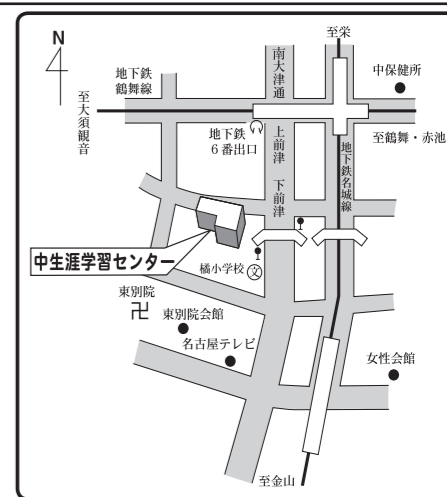 N
至栄
南大津通
中保健所
地下鉄
鶴舞線
至大須観音
地下鉄
6番出口
上前津
下前津
地下鉄名城線
至鶴舞・赤池
中生涯学習センター
橘小学校
文
東別院
卍
東別院会館
名古屋テレビ
女性会館
至金山